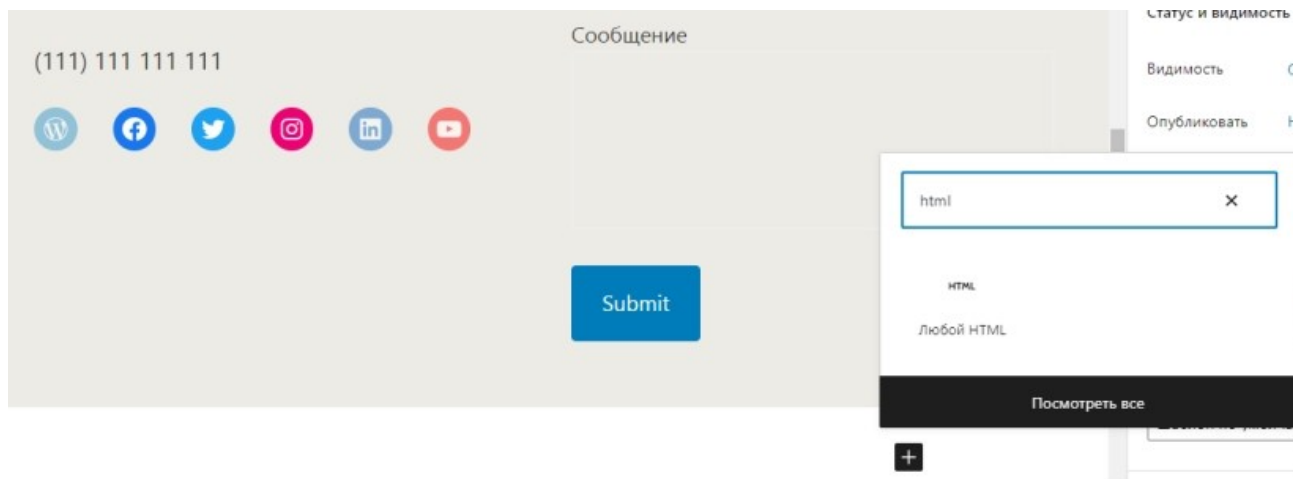 (111) 111 111 111
Сообщение
Submit
Статус и видимость
Видимость
Опубликовать
html
HTML
Любой HTML
Посмотреть все